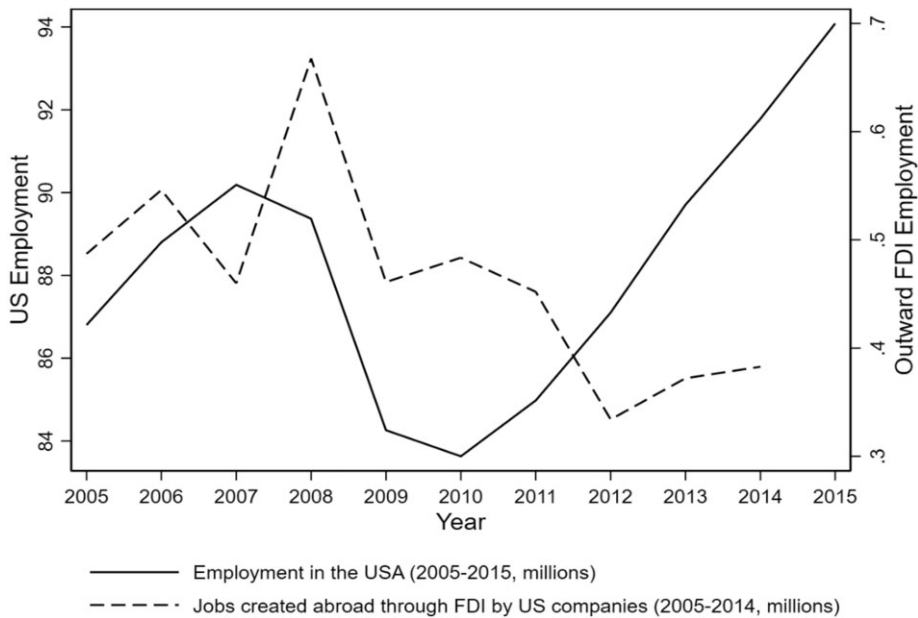 94
92
90
88
86
84
US Employment
.7
.6
.5
.4
.3
Outward FDI Employment
2005 2006 2007 2008 2009 2010 2011 2012 2013 2014 2015
Year
Employment in the USA (2005-2015, millions)
Jobs created abroad through FDI by US companies (2005-2014, millions)